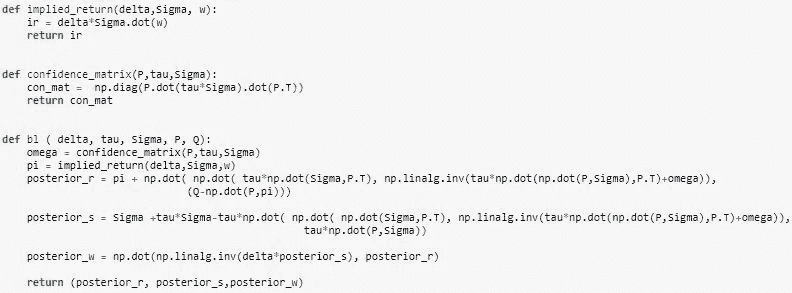 def implied_return(delta,Sigma, w):
    ir = delta*Sigma.dot(w)
    return ir
def confidence_matrix(P,tau,Sigma):
    con_mat =  np.diag(P.dot(tau*Sigma).dot(P.T))
    return con_mat
def bl ( delta, tau, Sigma, P, Q):
    omega = confidence_matrix(P,tau,Sigma)
    pi = implied_return(delta,Sigma,w)
    posterior_r = pi + np.dot( np.dot( tau*np.dot(Sigma,P.T), np.linalg.inv(tau*np.dot(np.dot(P,Sigma),P.T)+omega)),
                            (Q-np.dot(P,pi)))
    posterior_s = Sigma +tau*Sigma-tau*np.dot( np.dot( np.dot(Sigma,P.T), np.linalg.inv(tau*np.dot(np.dot(P,Sigma),P.T)+omega)),
                                              tau*np.dot(P,Sigma))
    posterior_w = np.dot(np.linalg.inv(delta*posterior_s), posterior_r)
    return (posterior_r, posterior_s,posterior_w)